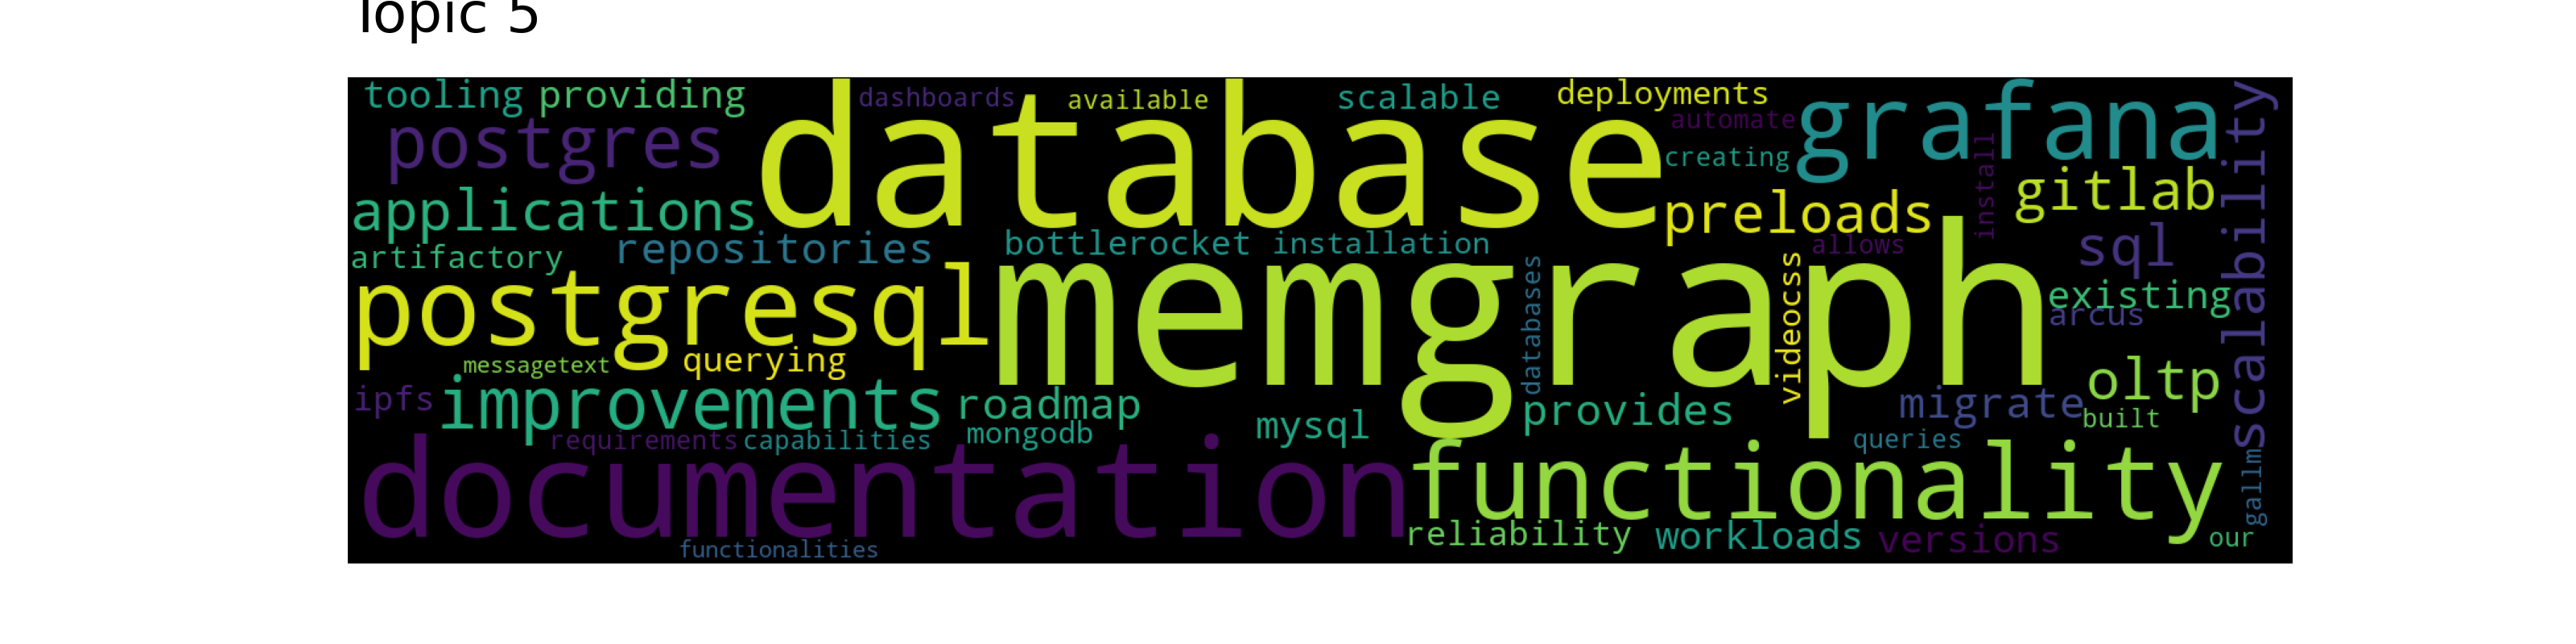 Topic 5
tooling providing dashboards available scalable deployments
postgres database automate grafana
creating install
applications preloads gitlab scalability
artifactory repositories bottlerocket installation allows sql
postgresql memgraph databases videocss existing
arcus
messagetext querying
ipfs improvements roadmap mysql provides migrate oltp
built
requirements capabilities mongodb queries
documentation functionality gallm
reliability workloads versions our
functionalities